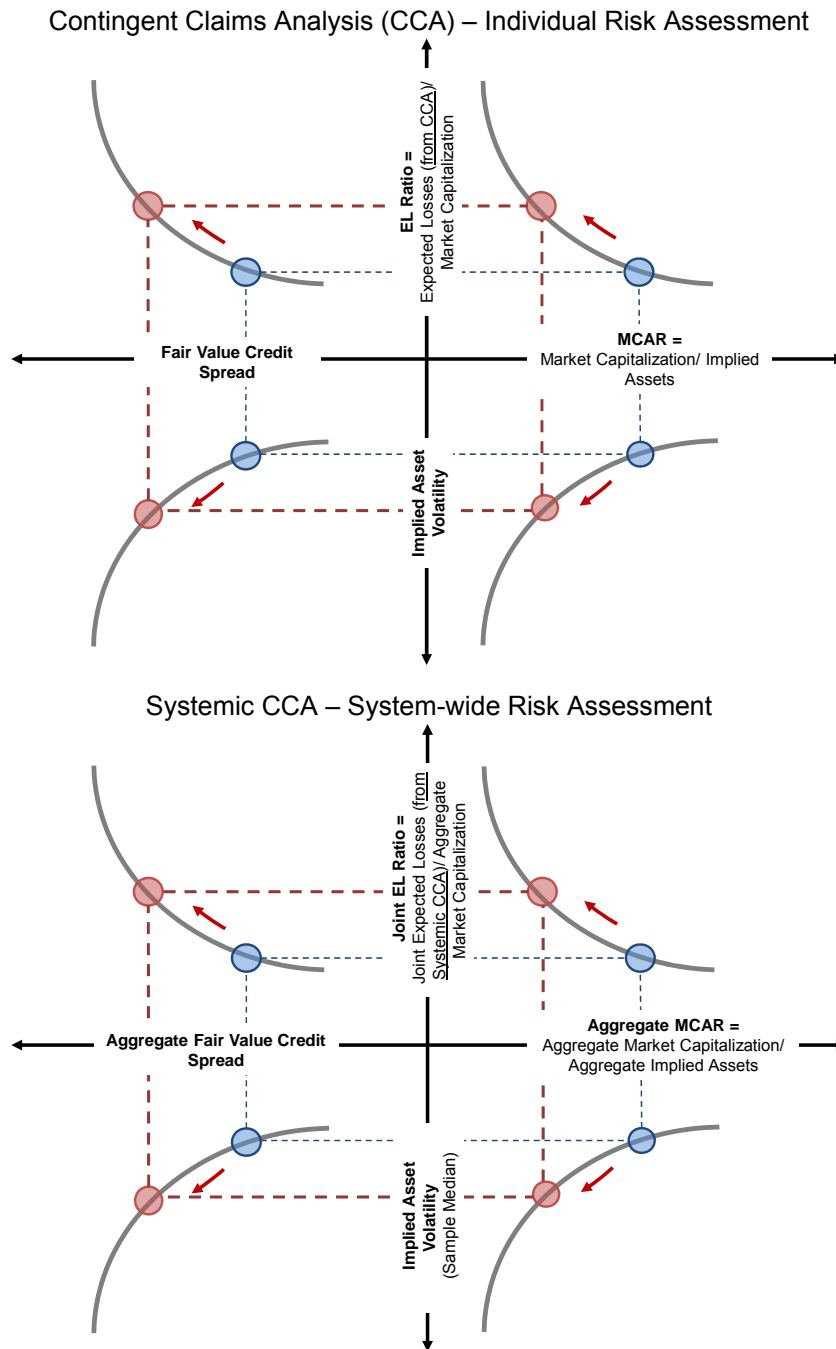 Contingent Claims Analysis (CCA) – Individual Risk Assessment
EL Ratio =
Expected Losses (from CCA)/
Market Capitalization
Fair Value Credit
Spread
MCAR =
Market Capitalization/ Implied
Assets
Implied Asset
Volatility
Systemic CCA – System-wide Risk Assessment
Joint EL Ratio =
Joint Expected Losses (from
Systemic CCA)/ Aggregate
Market Capitalization
Aggregate Fair Value Credit
Spread
Aggregate MCAR =
Aggregate Market Capitalization/
Aggregate Implied Assets
Implied Asset
Volatility
(Sample Median)